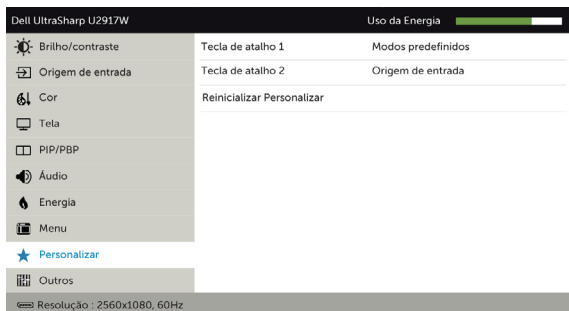 Dell UltraSharp U2917W Uso da Energia
Brilho/contraste Tecla de atalho 1 Modos predefinidos
Origem de entrada Tecla de atalho 2 Origem de entrada
Cor Reinicializar Personalizar
Tela
PIP/PBP
Áudio
Energia
Menu
Personalizar
Outros
Resolução : 2560x1080, 60Hz